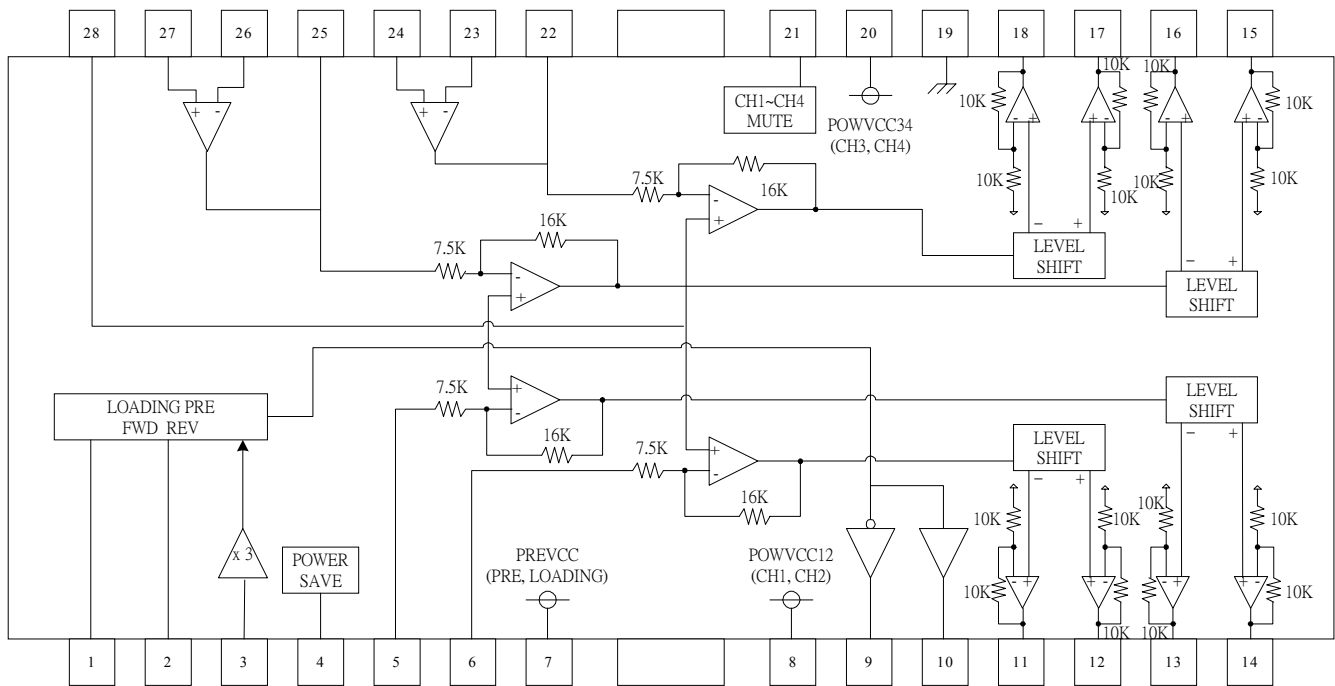 28 27 26 25 24 23 22 21 20 19 18 17 16 15
+ - + -
CH1~CH4
MUTE
POWVCC34
(CH3, CH4)
10K 10K
10K - + + - 10K + - - + 10K
7.5K 16K
10K 10K 10K 10K
-
+
- +
LEVEL
SHIFT
16K
7.5K
-
+
- +
LEVEL
SHIFT
LOADING PRE
FWD REV
7.5K
+
-
16K
LEVEL
SHIFT
- +
7.5K
+
-
16K
LEVEL
SHIFT
- +
x 3
POWER
SAVE
PREVCC
(PRE, LOADING)
POWVCC12
(CH1, CH2)
10K 10K 10K 10K
10K - + + - 10K - + + - 10K
10K 10K
1 2 3 4 5 6 7 8 9 10 11 12 13 14